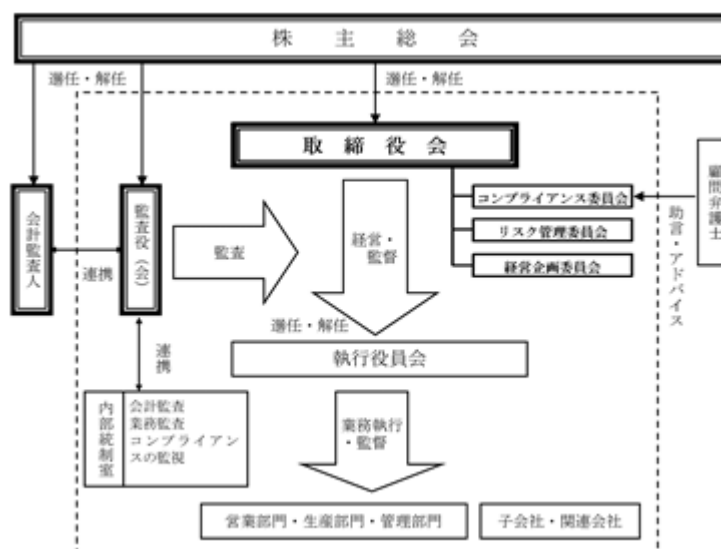 株主総会
選任・解任
選任・解任
取締役会
コンプライアンス委員会
リスク管理委員会
経営企画委員会
顧問弁護士
助言・アドバイス
会計監査人
連携
監査役(会)
監査
経営・
監督
選任・解任
執行役員会
連携
内部統制室
会計監査
業務監査
コンプライアン
スの監視
業務執行
・監督
営業部門・生産部門・管理部門
子会社・関連会社